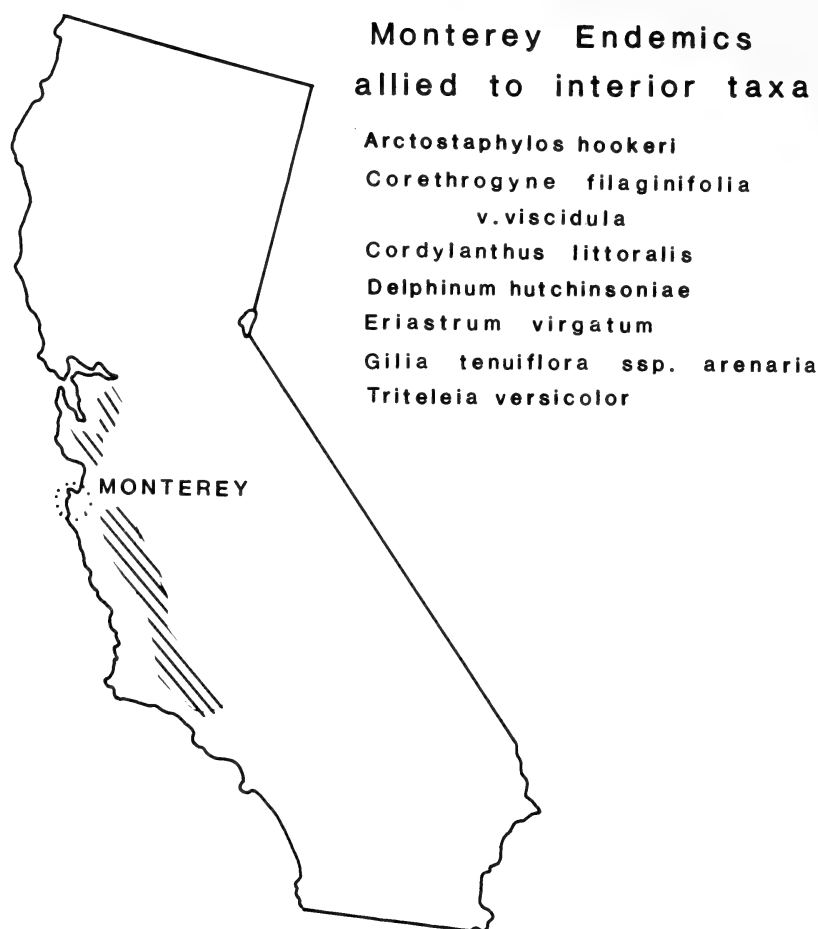 Monterey Endemics
allied to interior taxa
Arctostaphylos hookeri
Corethrogyne filaginifolia
v.viscidula
Cordylanthus littoralis
Delphinum hutchinsoniae
Eriastrum virgatum
Gilia tenuiflora ssp. arenaria
Triteleia versicolor
MONTEREY